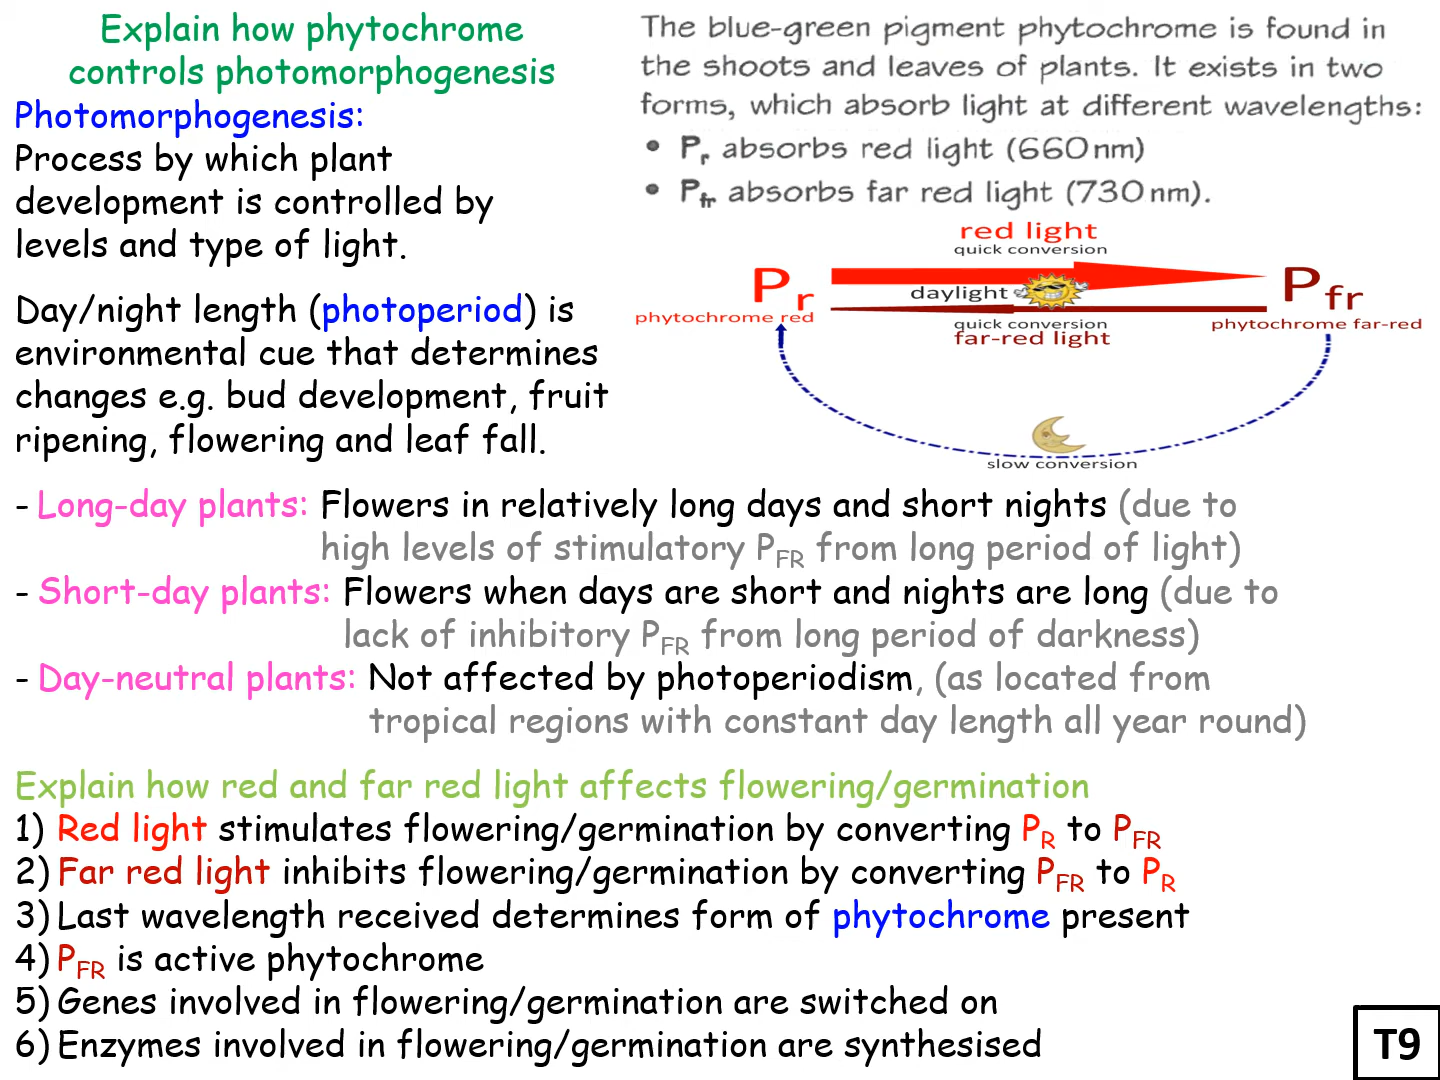 Explain how phytochrome
controls photomorphogenesis
Photomorphogenesis:
Process by which plant
development is controlled by
levels and type of light.
Day/night length (photoperiod) is
environmental cue that determines
changes e.g. bud development, fruit
ripening, flowering and leaf fall.
The blue-green pigment phytochrome is found in
the shoots and leaves of plants. It exists in two
forms, which absorb light at different wavelengths:
• Pr absorbs red light (660nm)
• Pfr absorbs far red light (730nm).
red light
quick conversion
Pr
phytochrome red
daylight
Pfr
phytochrome far-red
quick conversion
far-red light
slow conversion
- Long-day plants: Flowers in relatively long days and short nights (due to
high levels of stimulatory PFR from long period of light)
- Short-day plants: Flowers when days are short and nights are long (due to
lack of inhibitory PFR from long period of darkness)
- Day-neutral plants: Not affected by photoperiodism, (as located from
tropical regions with constant day length all year round)
Explain how red and far red light affects flowering/germination
1) Red light stimulates flowering/germination by converting PR to PFR
2) Far red light inhibits flowering/germination by converting PFR to PR
3) Last wavelength received determines form of phytochrome present
4) PFR is active phytochrome
5) Genes involved in flowering/germination are switched on
6) Enzymes involved in flowering/germination are synthesised
T9